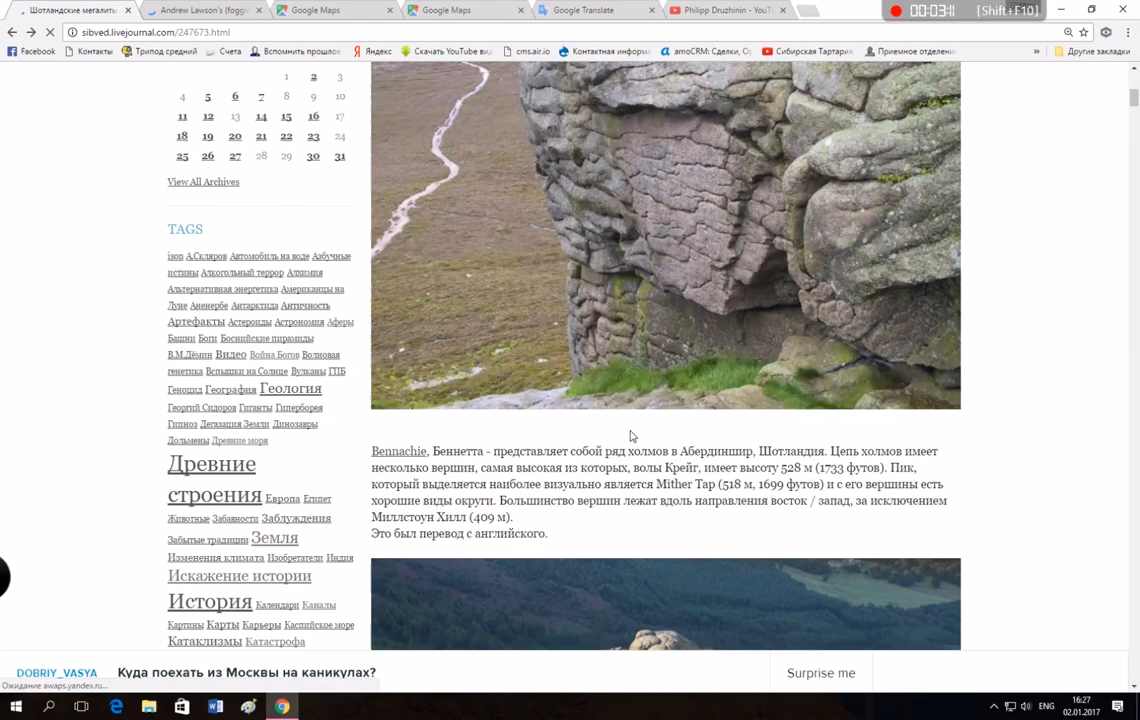 Шотландские мегалиты
Andrew Lawson's (foggie
Google Maps
Google Maps
Google Translate
Philipp Druzhinin - YouT
00:03:11
[Shift+F10]
sibved.livejournal.com/247673.html
Facebook
Контакты
Трипод средний
Счета
Вспомнить прошлое
Яндекс
Скачать YouTube вид
cms.air.io
Контактная информ
amoCRM: Сделки, О
Сибирская Тартария
Приемное отделени
»
Другие закладки
1 2 3
4 5 6 7 8 9 10
11 12 13 14 15 16 17
18 19 20 21 22 23 24
25 26 27 28 29 30 31
View All Archives
TAGS
ison А.Скляров Автомобиль на воде Азбучные
истины Алкогольный террор Алхимия
Альтернативная энергетика Американцы на
Луне Аненербе Антарктида Античность
Артефакты Астероиды Астрономия Аферы
Башни Боги Боснийские пирамиды
В.М.Дёмин Видео Война Богов Волновая
генетика Вспышки на Солнце Вулканы ГПБ
Геноцид География Геология
Георгий Сидоров Гиганты Гиперборея
Гипноз Дегазация Земли Динозавры
Дольмены Древние моря
Древние
строения Европа Египет
Животные Забавности Заблуждения
Забытые традиции Земля
Изменения климата Изобретатели Индия
Искажение истории
История Календари Каналы
Картины Карты Карьеры Каспийское море
Катаклизмы Катастрофа
Bennachie, Беннетта - представляет собой ряд холмов в Абердиншир, Шотландия. Цепь холмов имеет
несколько вершин, самая высокая из которых, волы Крейг, имеет высоту 528 м (1733 футов). Пик,
который выделяется наиболее визуально является Mither Tap (518 м, 1699 футов) и с его вершины есть
хорошие виды округи. Большинство вершин лежат вдоль направления восток / запад, за исключением
Миллстоун Хилл (409 м).
Это был перевод с английского.
DOBRIY_VASYA
Куда поехать из Москвы на каникулах?
Surprise me
Ожидание awaps.yandex.ru...
ENG
16:27
02.01.2017